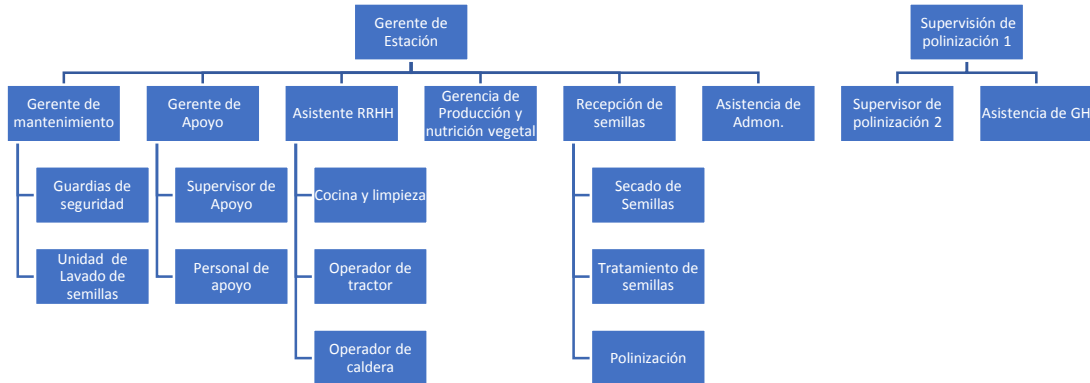 Gerente de
Estación
Supervisión de
polinización 1
Gerente de
mantenimiento
Gerente de
Apoyo
Asistente RRHH
Gerencia de
Producción y
nutrición vegetal
Recepción de
semillas
Asistencia de
Admon.
Supervisor de
polinización 2
Asistencia de GH
Guardias de
seguridad
Supervisor de
Apoyo
Cocina y limpieza
Secado de
Semillas
Unidad de
Lavado de
semillas
Personal de
apoyo
Operador de
tractor
Tratamiento de
semillas
Operador de
caldera
Polinización